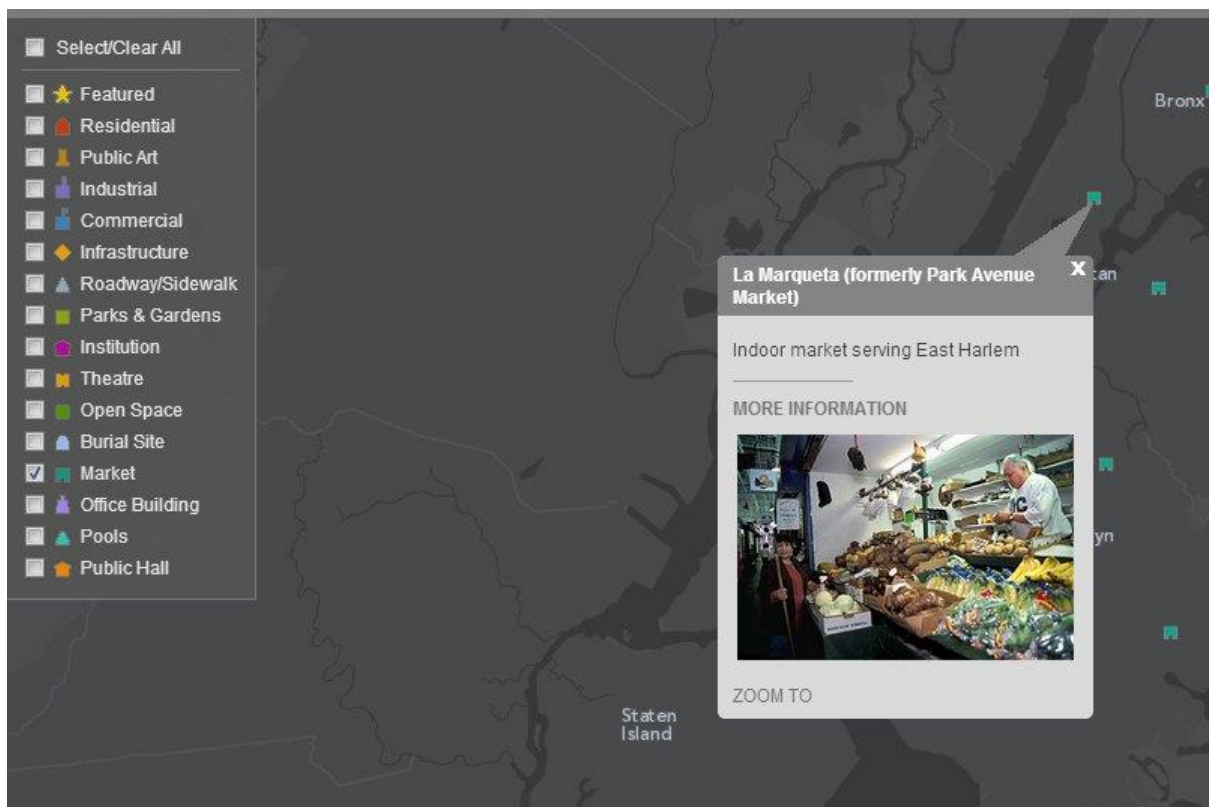 Select/Clear All
Featured
Residential
Public Art
Industrial
Commercial
Infrastructure
Roadway/Sidewalk
Parks & Gardens
Institution
Theatre
Open Space
Burial Site
Market
Office Building
Pools
Public Hall
Bronx
La Marqueta (formerly Park Avenue
Market)
x
tan
Indoor market serving East Harlem
MORE INFORMATION
yn
ZOOM TO
Staten
Island